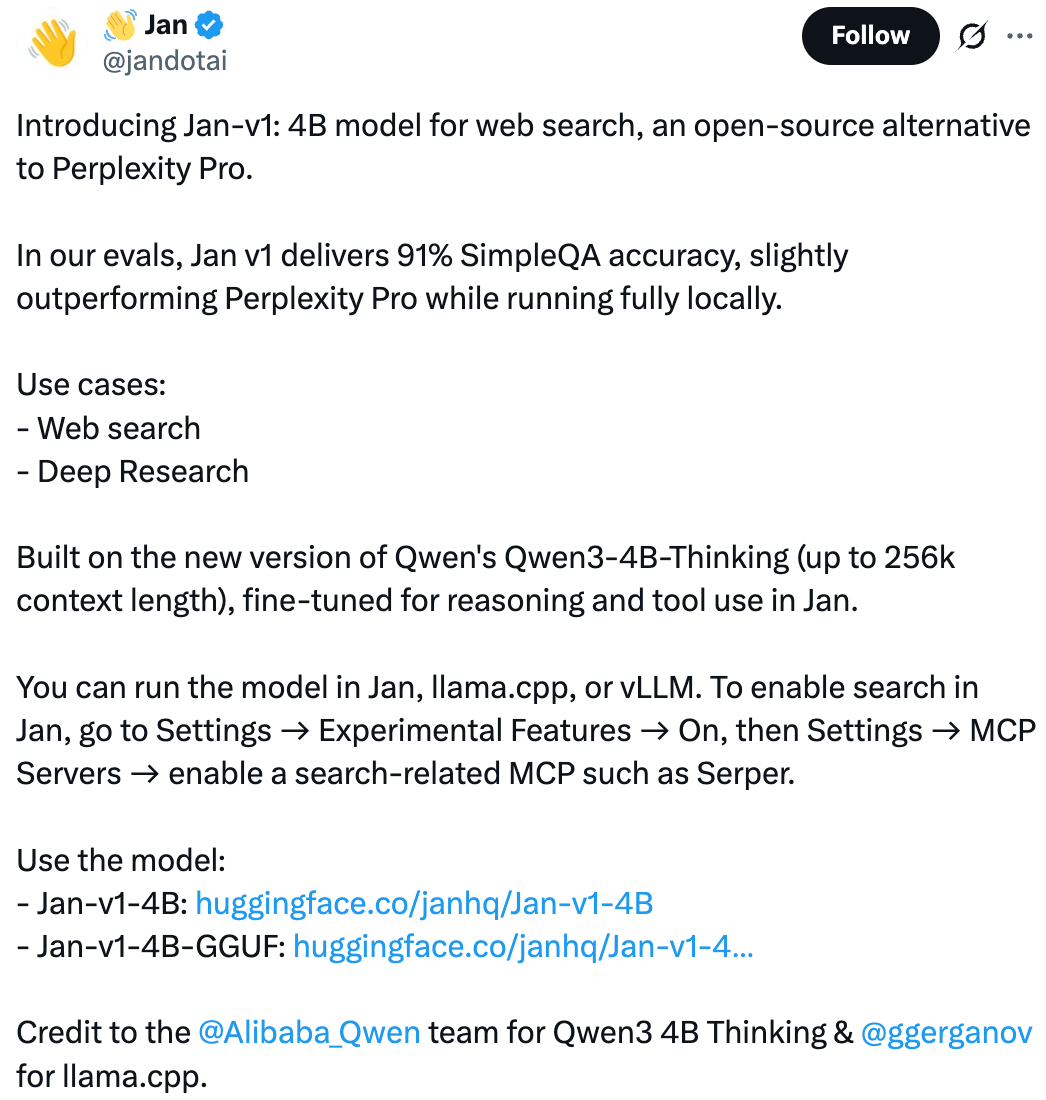 👋 Jan
@jandotai
Follow
Introducing Jan-v1: 4B model for web search, an open-source alternative
to Perplexity Pro.
In our evals, Jan v1 delivers 91% SimpleQA accuracy, slightly
outperforming Perplexity Pro while running fully locally.
Use cases:
- Web search
- Deep Research
Built on the new version of Qwen's Qwen3-4B-Thinking (up to 256k
context length), fine-tuned for reasoning and tool use in Jan.
You can run the model in Jan, llama.cpp, or vLLM. To enable search in
Jan, go to Settings → Experimental Features → On, then Settings → MCP
Servers → enable a search-related MCP such as Serper.
Use the model:
- Jan-v1-4B: huggingface.co/janhq/Jan-v1-4B
- Jan-v1-4B-GGUF: huggingface.co/janhq/Jan-v1-4…
Credit to the @Alibaba_Qwen team for Qwen3 4B Thinking & @ggerganov
for llama.cpp.